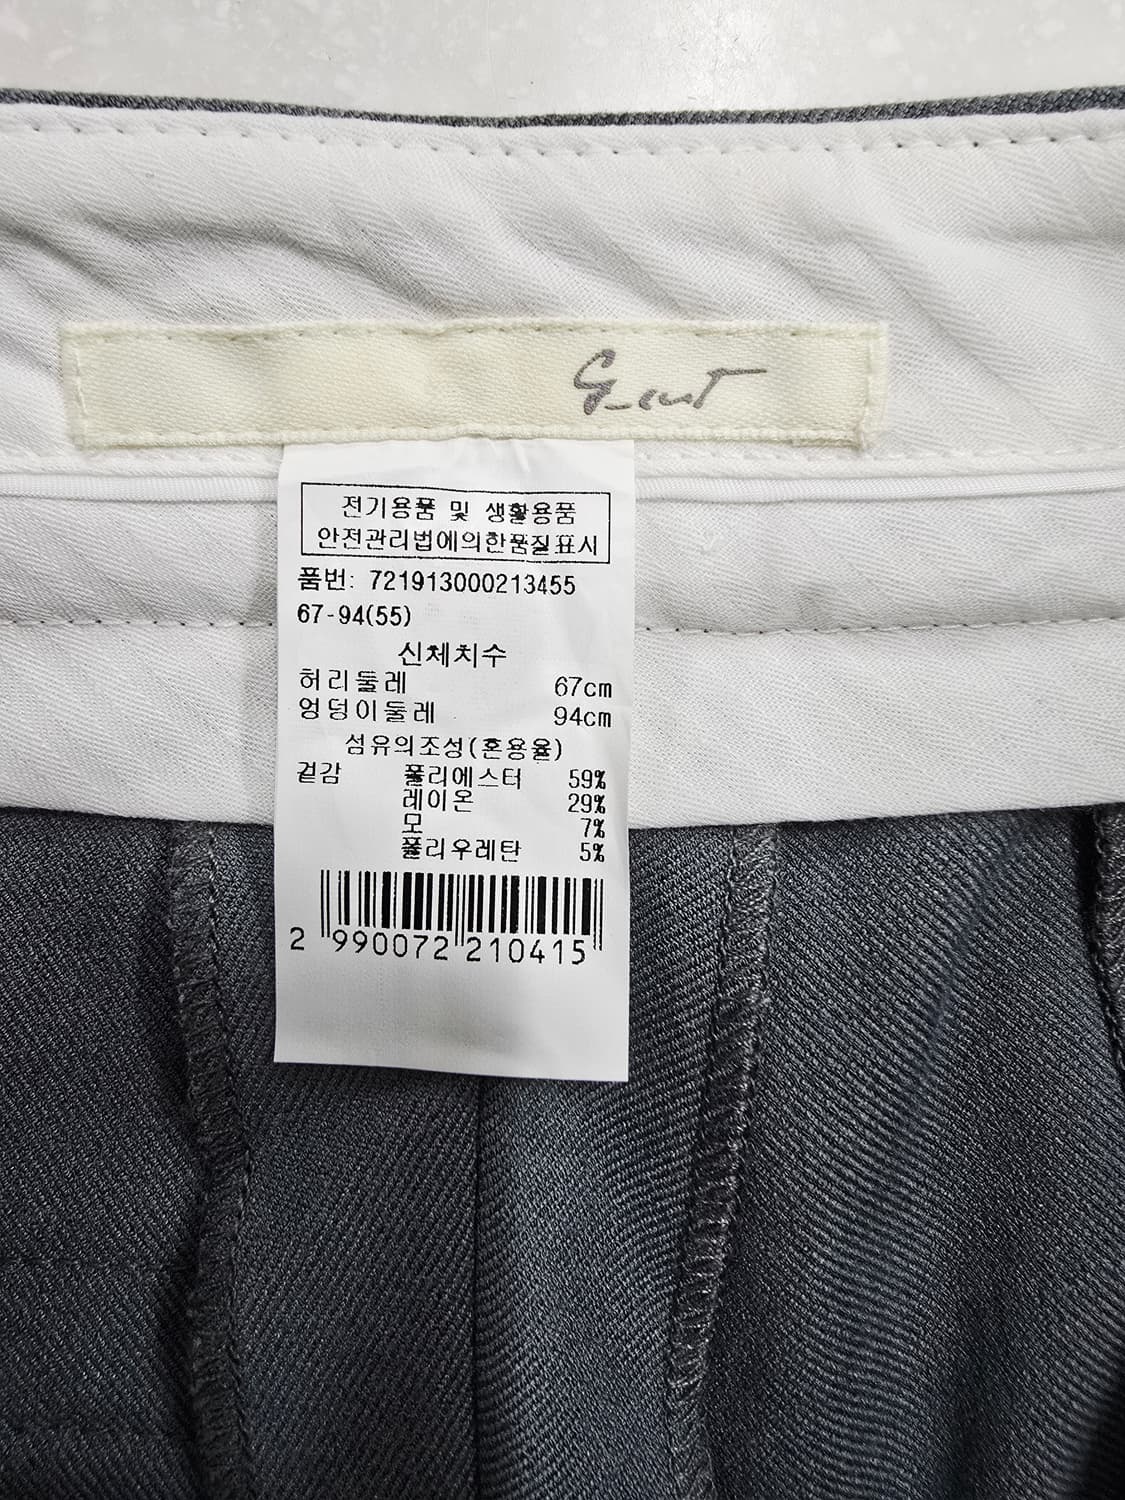 G-cut
전기용품 및 생활용품
안전관리법에의한품질표시
품번: 721913000213455
67-94(55)
신체치수
허리둘레 67cm
엉덩이둘레 94cm
섬유의조성(혼용율)
겉감 폴리에스터 59%
레이온 29%
모 7%
폴리우레탄 5%
2 990072 210415